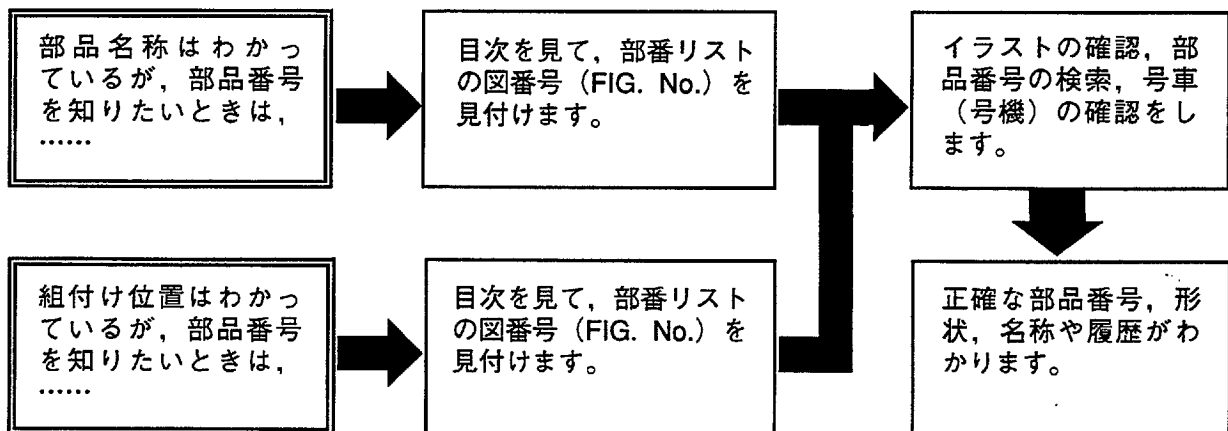 部品名称はわかっ
ているが，部品番号
を知りたいときは，
……
目次を見て，部番リスト
の図番号（FIG. No.）を
見付けます。
イラストの確認，部
品番号の検索，号車
（号機）の確認をし
ます。
組付け位置はわかっ
ているが，部品番号
を知りたいときは，
……
目次を見て，部番リスト
の図番号（FIG. No.）を
見付けます。
正確な部品番号，形
状，名称や履歴がわ
かります。